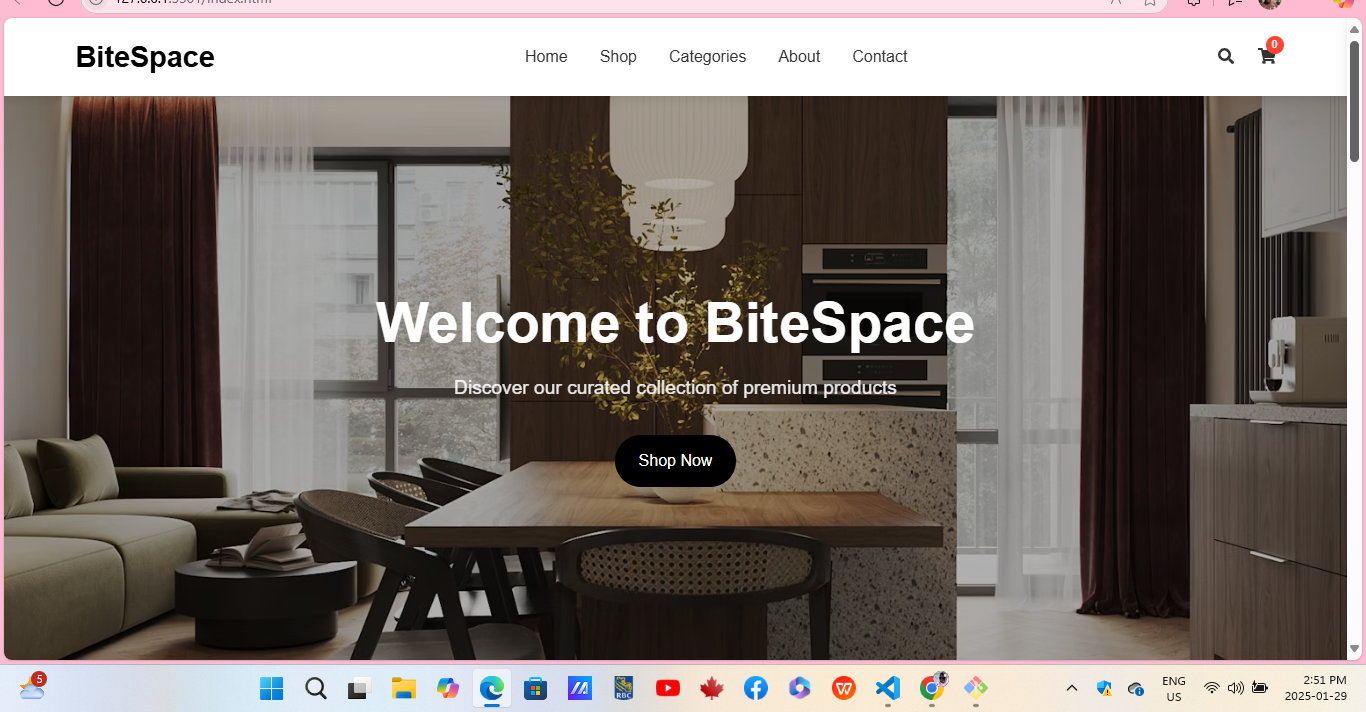 BiteSpace
Home Shop Categories About Contact
0
Welcome to BiteSpace
Discover our curated collection of premium products
Shop Now
5
RBC
ENG
US
2:51 PM
2025-01-29